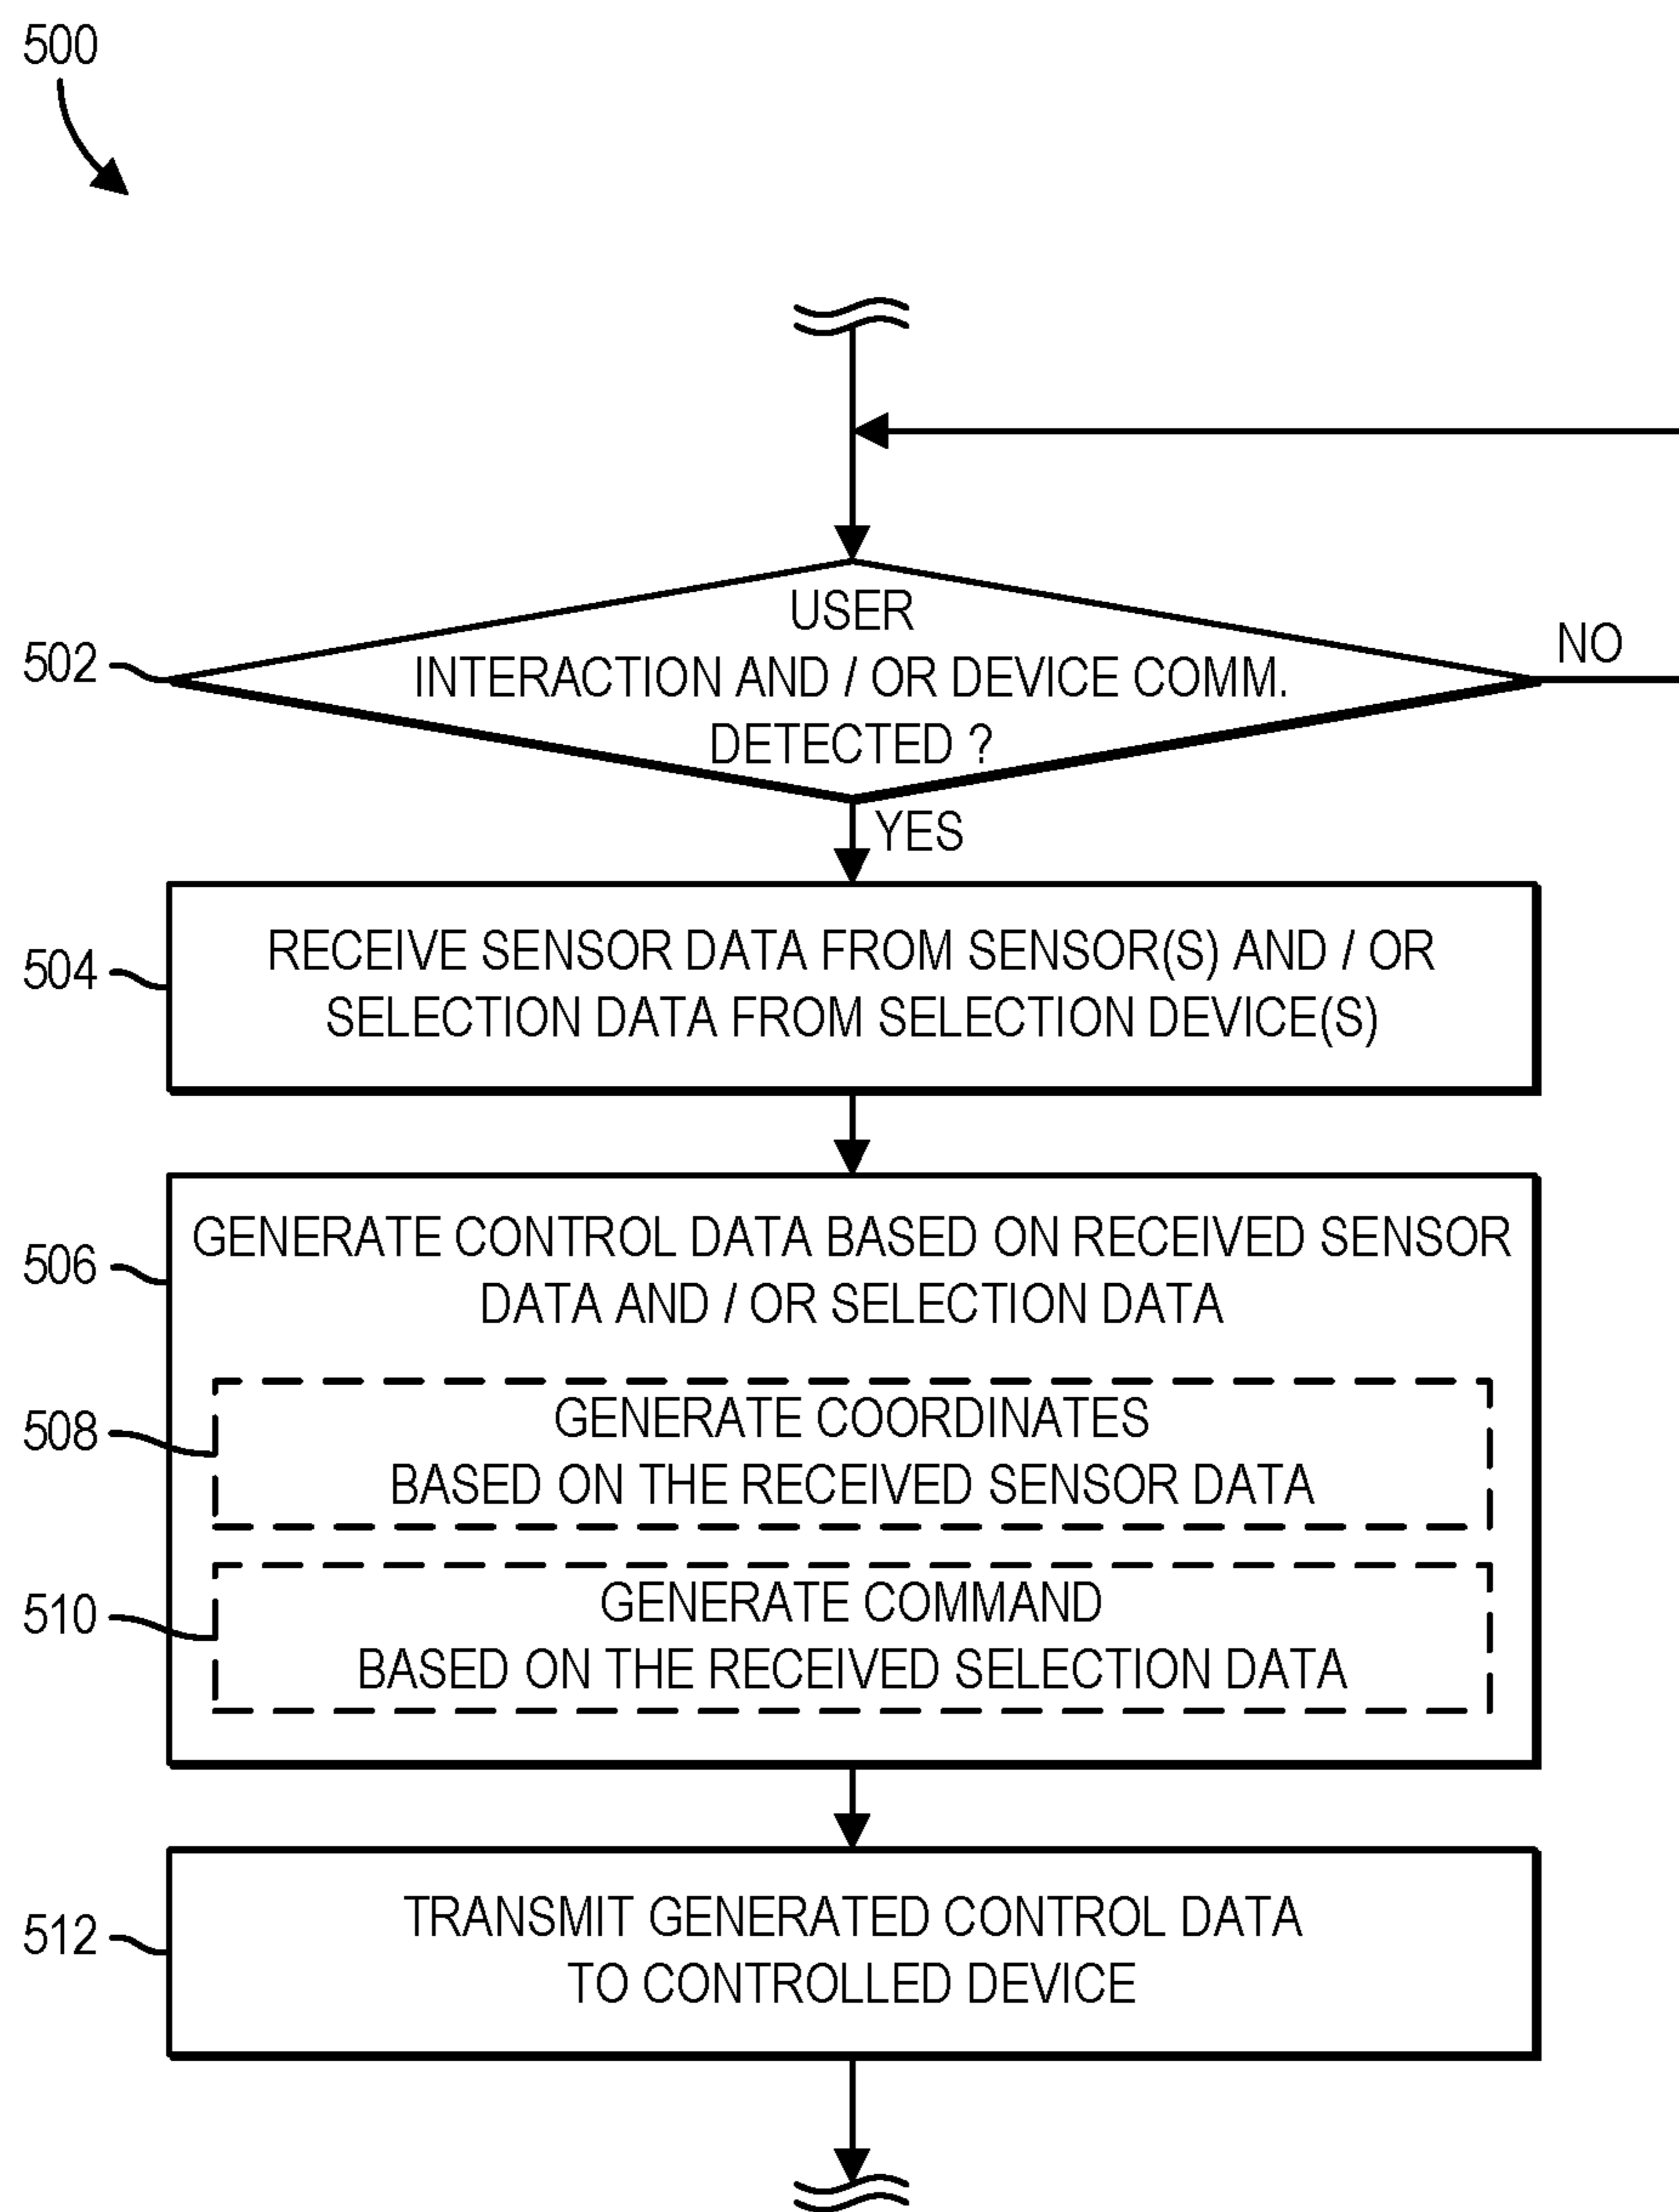 500
USER
502
INTERACTION AND / OR DEVICE COMM.
NO
DETECTED ?
YES
504
RECEIVE SENSOR DATA FROM SENSOR(S) AND / OR
SELECTION DATA FROM SELECTION DEVICE(S)
506
GENERATE CONTROL DATA BASED ON RECEIVED SENSOR
DATA AND / OR SELECTION DATA
508
GENERATE COORDINATES
BASED ON THE RECEIVED SENSOR DATA
510
GENERATE COMMAND
BASED ON THE RECEIVED SELECTION DATA
512
TRANSMIT GENERATED CONTROL DATA
TO CONTROLLED DEVICE